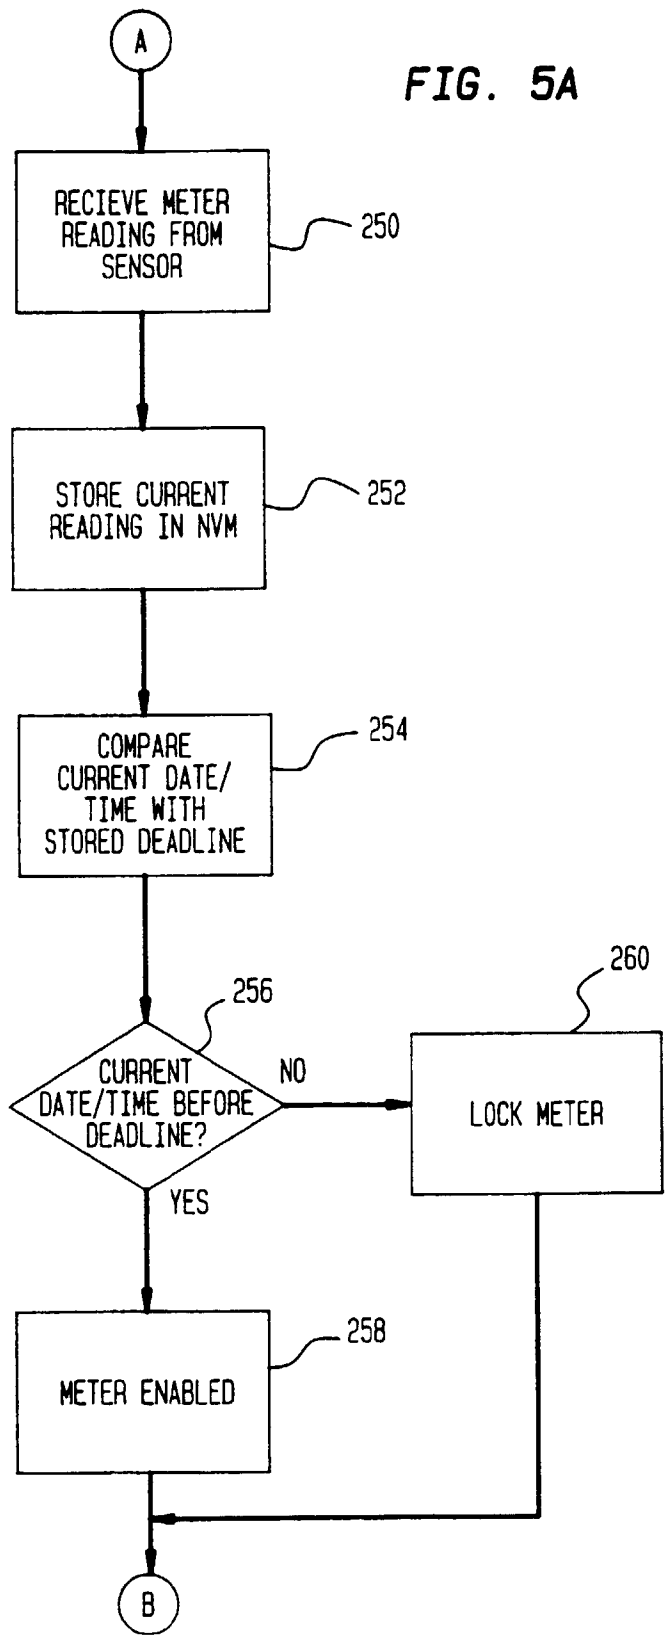 A
FIG. 5A
RECIEVE METER
READING FROM
SENSOR
250
STORE CURRENT
READING IN NVM
252
COMPARE
CURRENT DATE/
TIME WITH
STORED DEADLINE
254
256
CURRENT
DATE/TIME BEFORE
DEADLINE?
NO
260
LOCK METER
YES
METER ENABLED
258
B